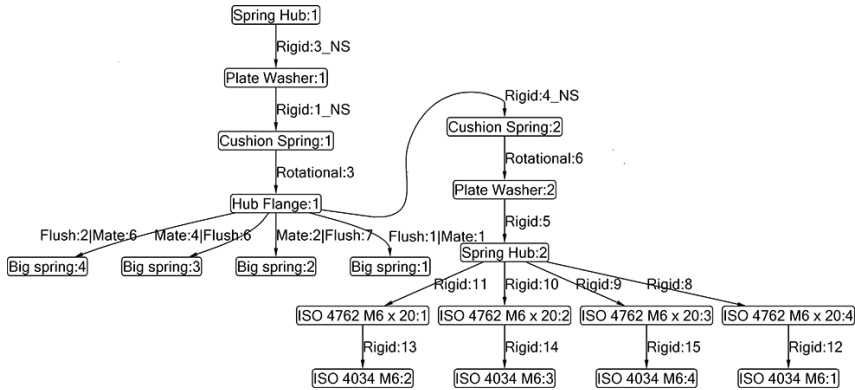 Spring Hub:1
Rigid:3_NS
Plate Washer:1
Rigid:1_NS
Rigid:4_NS
Cushion Spring:1
Cushion Spring:2
Rotational:3
Rotational:6
Hub Flange:1
Plate Washer:2
Flush:2|Mate:6
Mate:4|Flush:6
Mate:2|Flush:7
Flush:1|Mate:1
Rigid:5
Big spring:4
Big spring:3
Big spring:2
Big spring:1
Spring Hub:2
Rigid:11
Rigid:10
Rigid:9
Rigid:8
ISO 4762 M6 x 20:1
ISO 4762 M6 x 20:2
ISO 4762 M6 x 20:3
ISO 4762 M6 x 20:4
Rigid:13
Rigid:14
Rigid:15
Rigid:12
ISO 4034 M6:2
ISO 4034 M6:3
ISO 4034 M6:4
ISO 4034 M6:1